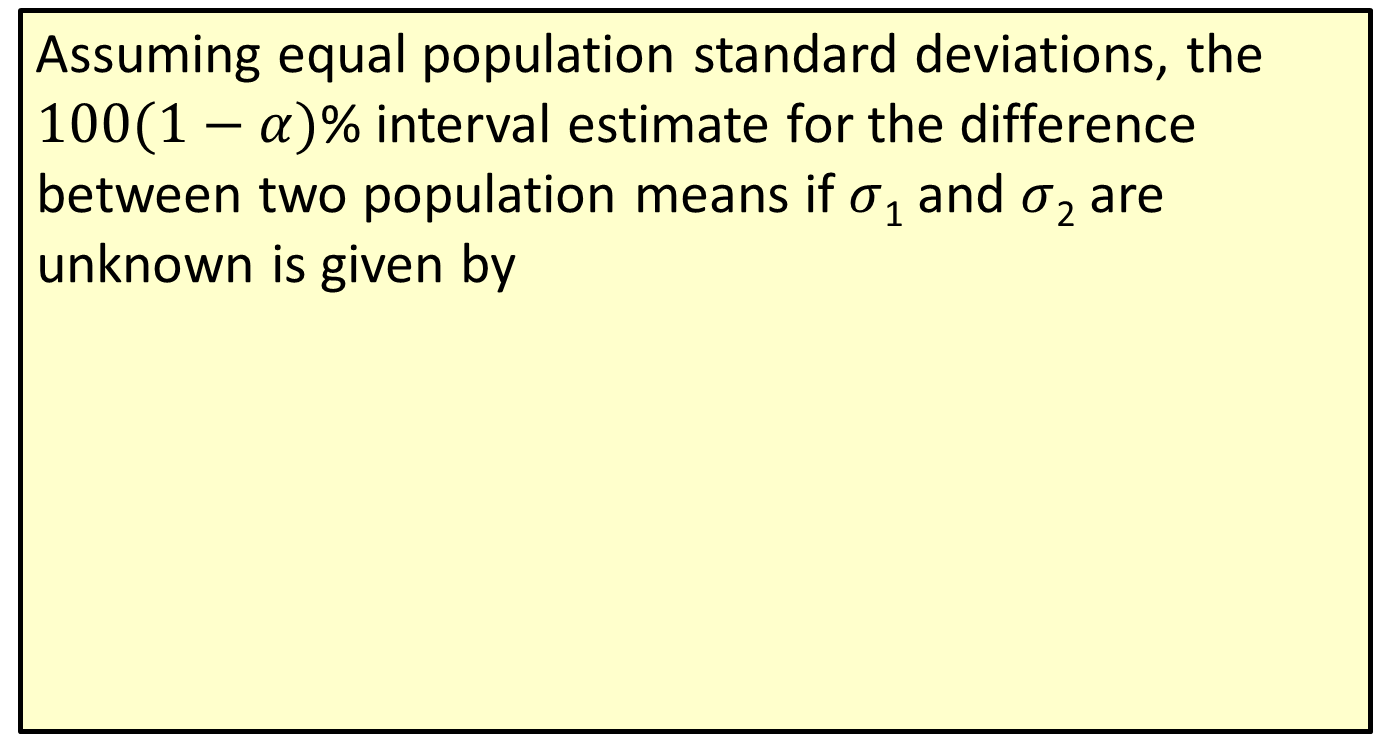 Assuming equal population standard deviations, the
100(1 − α)% interval estimate for the difference
between two population means if σ₁ and σ₂ are
unknown is given by